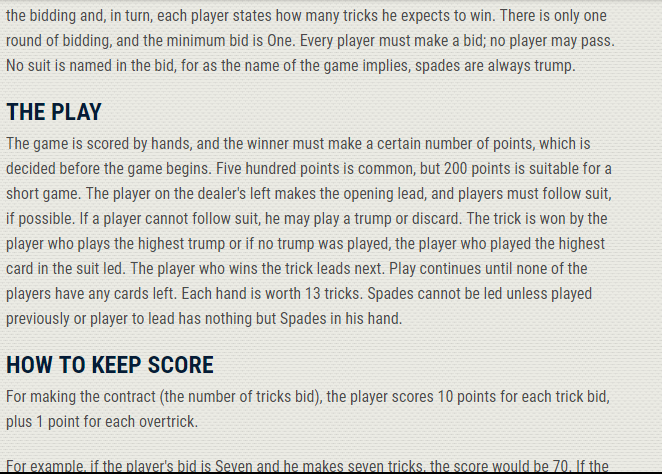 the bidding and, in turn, each player states how many tricks he expects to win. There is only one
round of bidding, and the minimum bid is One. Every player must make a bid; no player may pass.
No suit is named in the bid, for as the name of the game implies, spades are always trump.
THE PLAY
The game is scored by hands, and the winner must make a certain number of points, which is
decided before the game begins. Five hundred points is common, but 200 points is suitable for a
short game. The player on the dealer's left makes the opening lead, and players must follow suit,
if possible. If a player cannot follow suit, he may play a trump or discard. The trick is won by the
player who plays the highest trump or if no trump was played, the player who played the highest
card in the suit led. The player who wins the trick leads next. Play continues until none of the
players have any cards left. Each hand is worth 13 tricks. Spades cannot be led unless played
previously or player to lead has nothing but Spades in his hand.
HOW TO KEEP SCORE
For making the contract (the number of tricks bid), the player scores 10 points for each trick bid,
plus 1 point for each overtrick.
For example, if the player's bid is Seven and he makes seven tricks, the score would be 70. If the